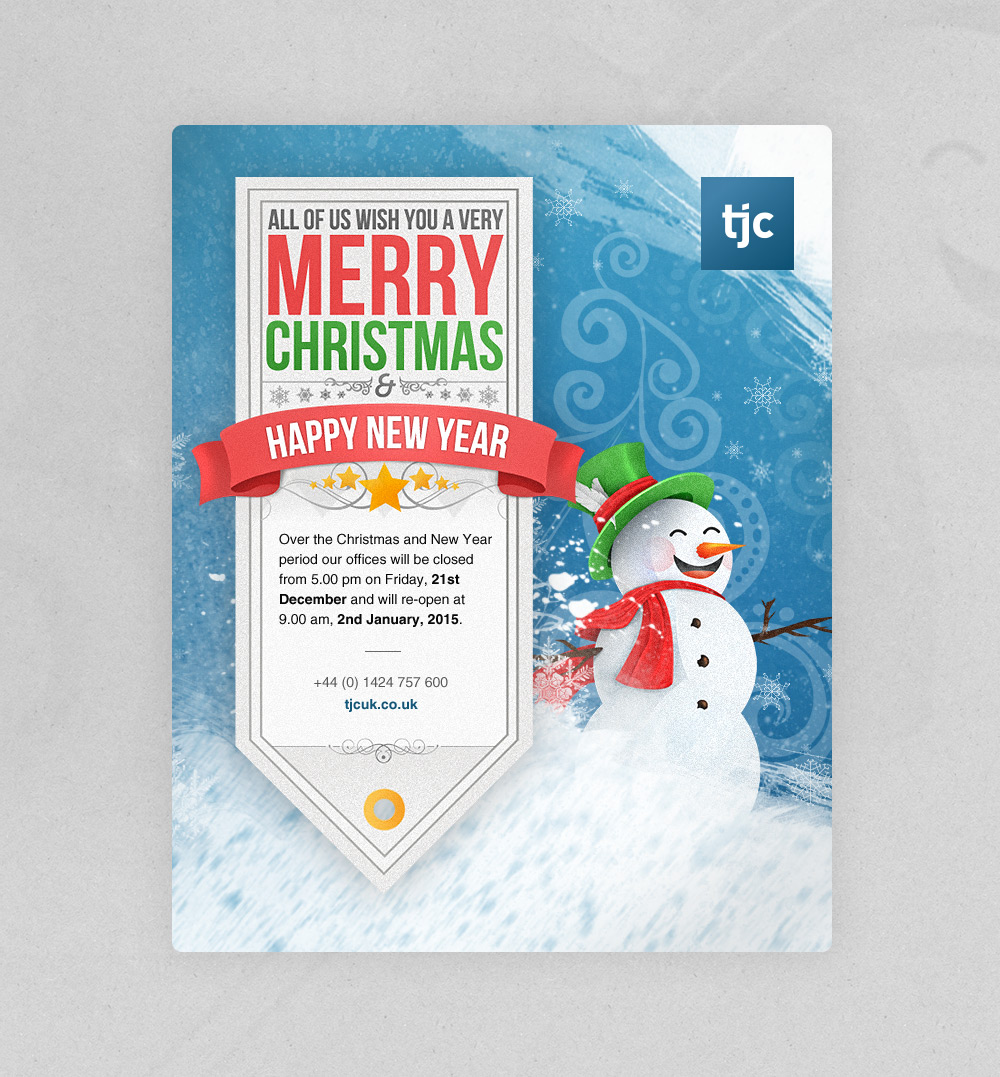 ALL OF US WISH YOU A VERY
MERRY
CHRISTMAS
&
HAPPY NEW YEAR
Over the Christmas and New Year
period our offices will be closed
from 5.00 pm on Friday, 21st
December and will re-open at
9.00 am, 2nd January, 2015.
+44 (0) 1424 757 600
tjcuk.co.uk
tjc